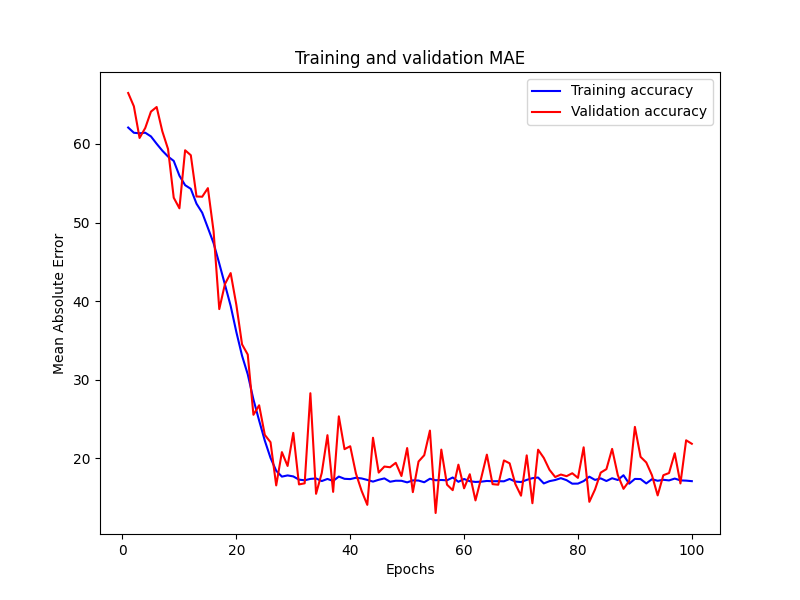 Training and validation MAE
Training accuracy
Validation accuracy
Mean Absolute Error
60
50
40
30
20
0
20
40
60
80
100
Epochs